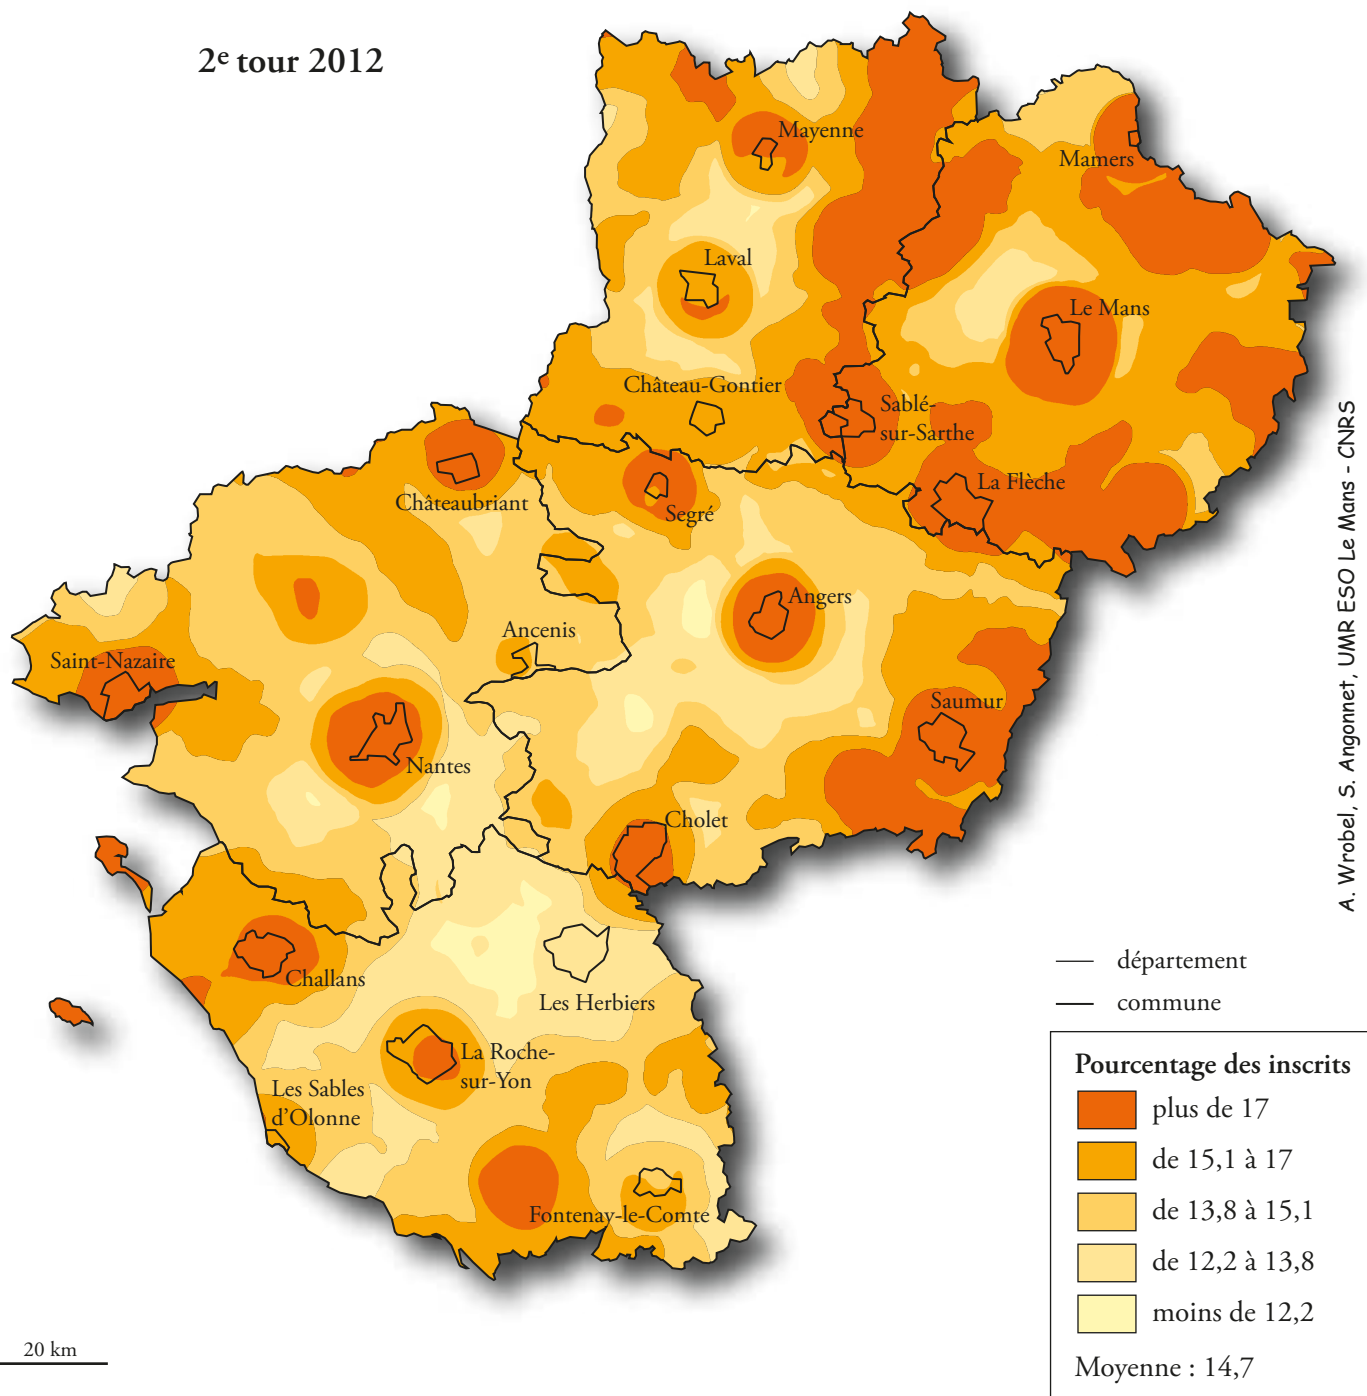 2e tour 2012
Mayenne
Mamers
Laval
Le Mans
Château-Gontier
Sablé-
sur-Sarthe
La Flèche
Châteaubriant
Segré
Angers
Ancenis
Saint-Nazaire
Saumur
Nantes
Cholet
Challans
Les Herbiers
La Roche-
sur-Yon
Les Sables
d'Olonne
Fontenay-le-Comte
A. Wrobel, S. Angonnet, UMR ESO Le Mans - CNRS
département
commune
Pourcentage des inscrits
plus de 17
de 15,1 à 17
de 13,8 à 15,1
de 12,2 à 13,8
moins de 12,2
Moyenne : 14,7
20 km